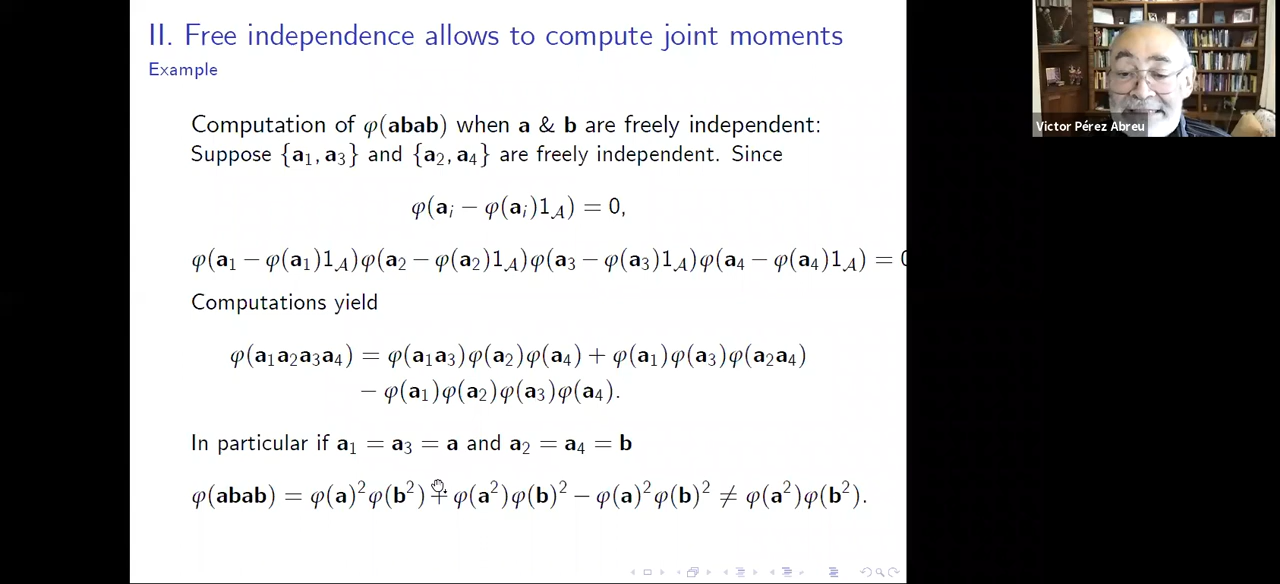 II. Free independence allows to compute joint moments
Example
Computation of φ(abab) when a & b are freely independent:
Suppose {a₁, a₃} and {a₂, a₄} are freely independent. Since
φ(aᵢ − φ(aᵢ)1_𝒜) = 0,
φ(a₁ − φ(a₁)1_𝒜)φ(a₂ − φ(a₂)1_𝒜)φ(a₃ − φ(a₃)1_𝒜)φ(a₄ − φ(a₄)1_𝒜) = 0
Computations yield
φ(a₁a₂a₃a₄) = φ(a₁a₃)φ(a₂)φ(a₄) + φ(a₁)φ(a₃)φ(a₂a₄)
− φ(a₁)φ(a₂)φ(a₃)φ(a₄).
In particular if a₁ = a₃ = a and a₂ = a₄ = b
φ(abab) = φ(a)²φ(b²) + φ(a²)φ(b)² − φ(a)²φ(b)² ≠ φ(a²)φ(b²).
Victor Pérez Abreu